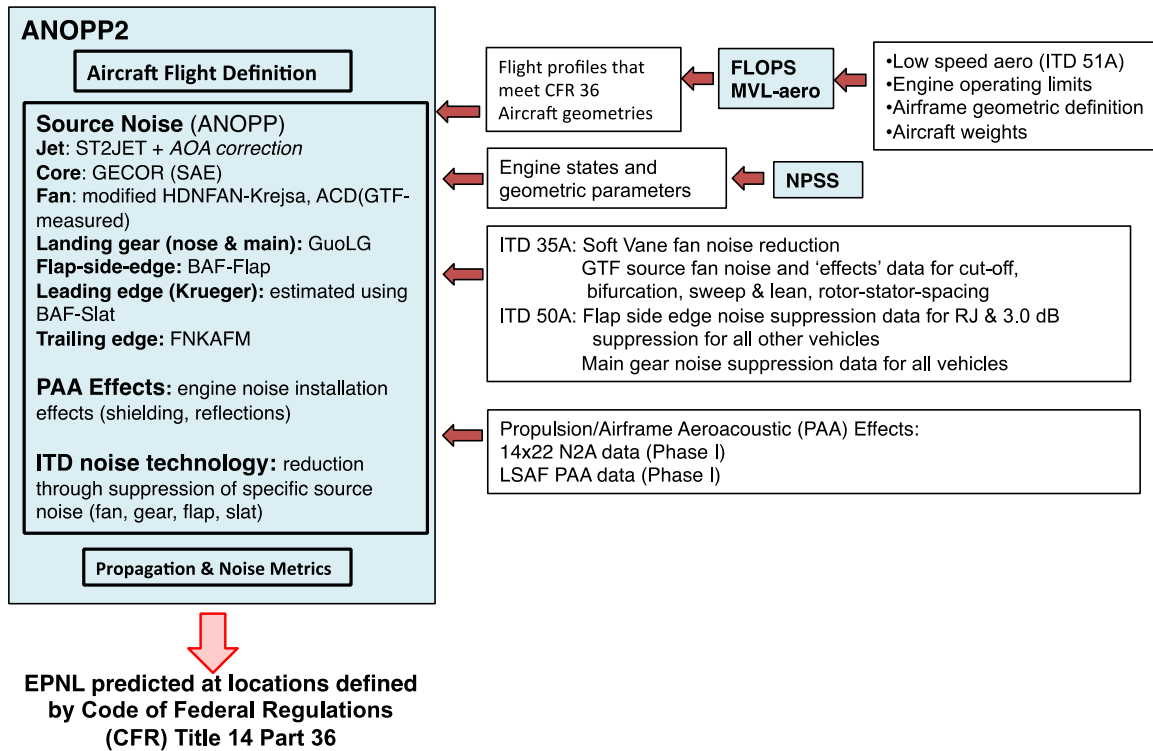 ANOPP2
Aircraft Flight Definition
Source Noise (ANOPP)
Jet: ST2JET + AOA correction
Core: GECOR (SAE)
Fan: modified HDNFAN-Krejsa, ACD(GTF-
measured)
Landing gear (nose & main): GuoLG
Flap-side-edge: BAF-Flap
Leading edge (Krueger): estimated using
BAF-Slat
Trailing edge: FNKAFM
PAA Effects: engine noise installation
effects (shielding, reflections)
ITD noise technology: reduction
through suppression of specific source
noise (fan, gear, flap, slat)
Propagation & Noise Metrics
EPNL predicted at locations defined
by Code of Federal Regulations
(CFR) Title 14 Part 36
Flight profiles that
meet CFR 36
Aircraft geometries
FLOPS
MVL-aero
•Low speed aero (ITD 51A)
•Engine operating limits
•Airframe geometric definition
•Aircraft weights
Engine states and
geometric parameters
NPSS
ITD 35A: Soft Vane fan noise reduction
GTF source fan noise and ‘effects’ data for cut-off,
bifurcation, sweep & lean, rotor-stator-spacing
ITD 50A: Flap side edge noise suppression data for RJ & 3.0 dB
suppression for all other vehicles
Main gear noise suppression data for all vehicles
Propulsion/Airframe Aeroacoustic (PAA) Effects:
14x22 N2A data (Phase I)
LSAF PAA data (Phase I)